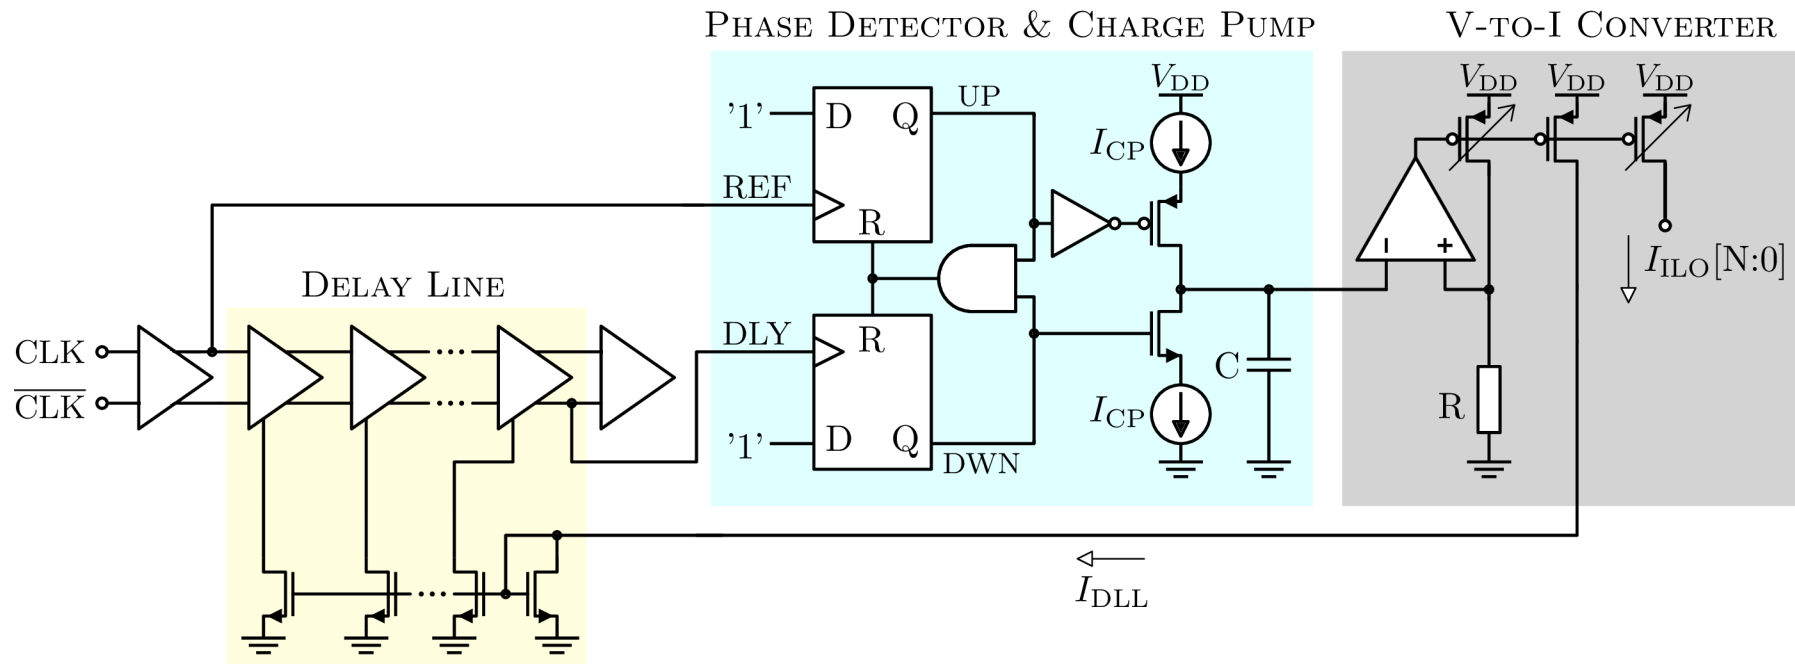 PHASE DETECTOR & CHARGE PUMP
V-TO-I CONVERTER
VDD
VDD
VDD
VDD
'1'
D
Q
UP
ICP
REF
R
ILO[N:0]
DELAY LINE
CLK
CLK
DLY
R
C
ICP
R
'1'
D
Q
DWN
IDLL